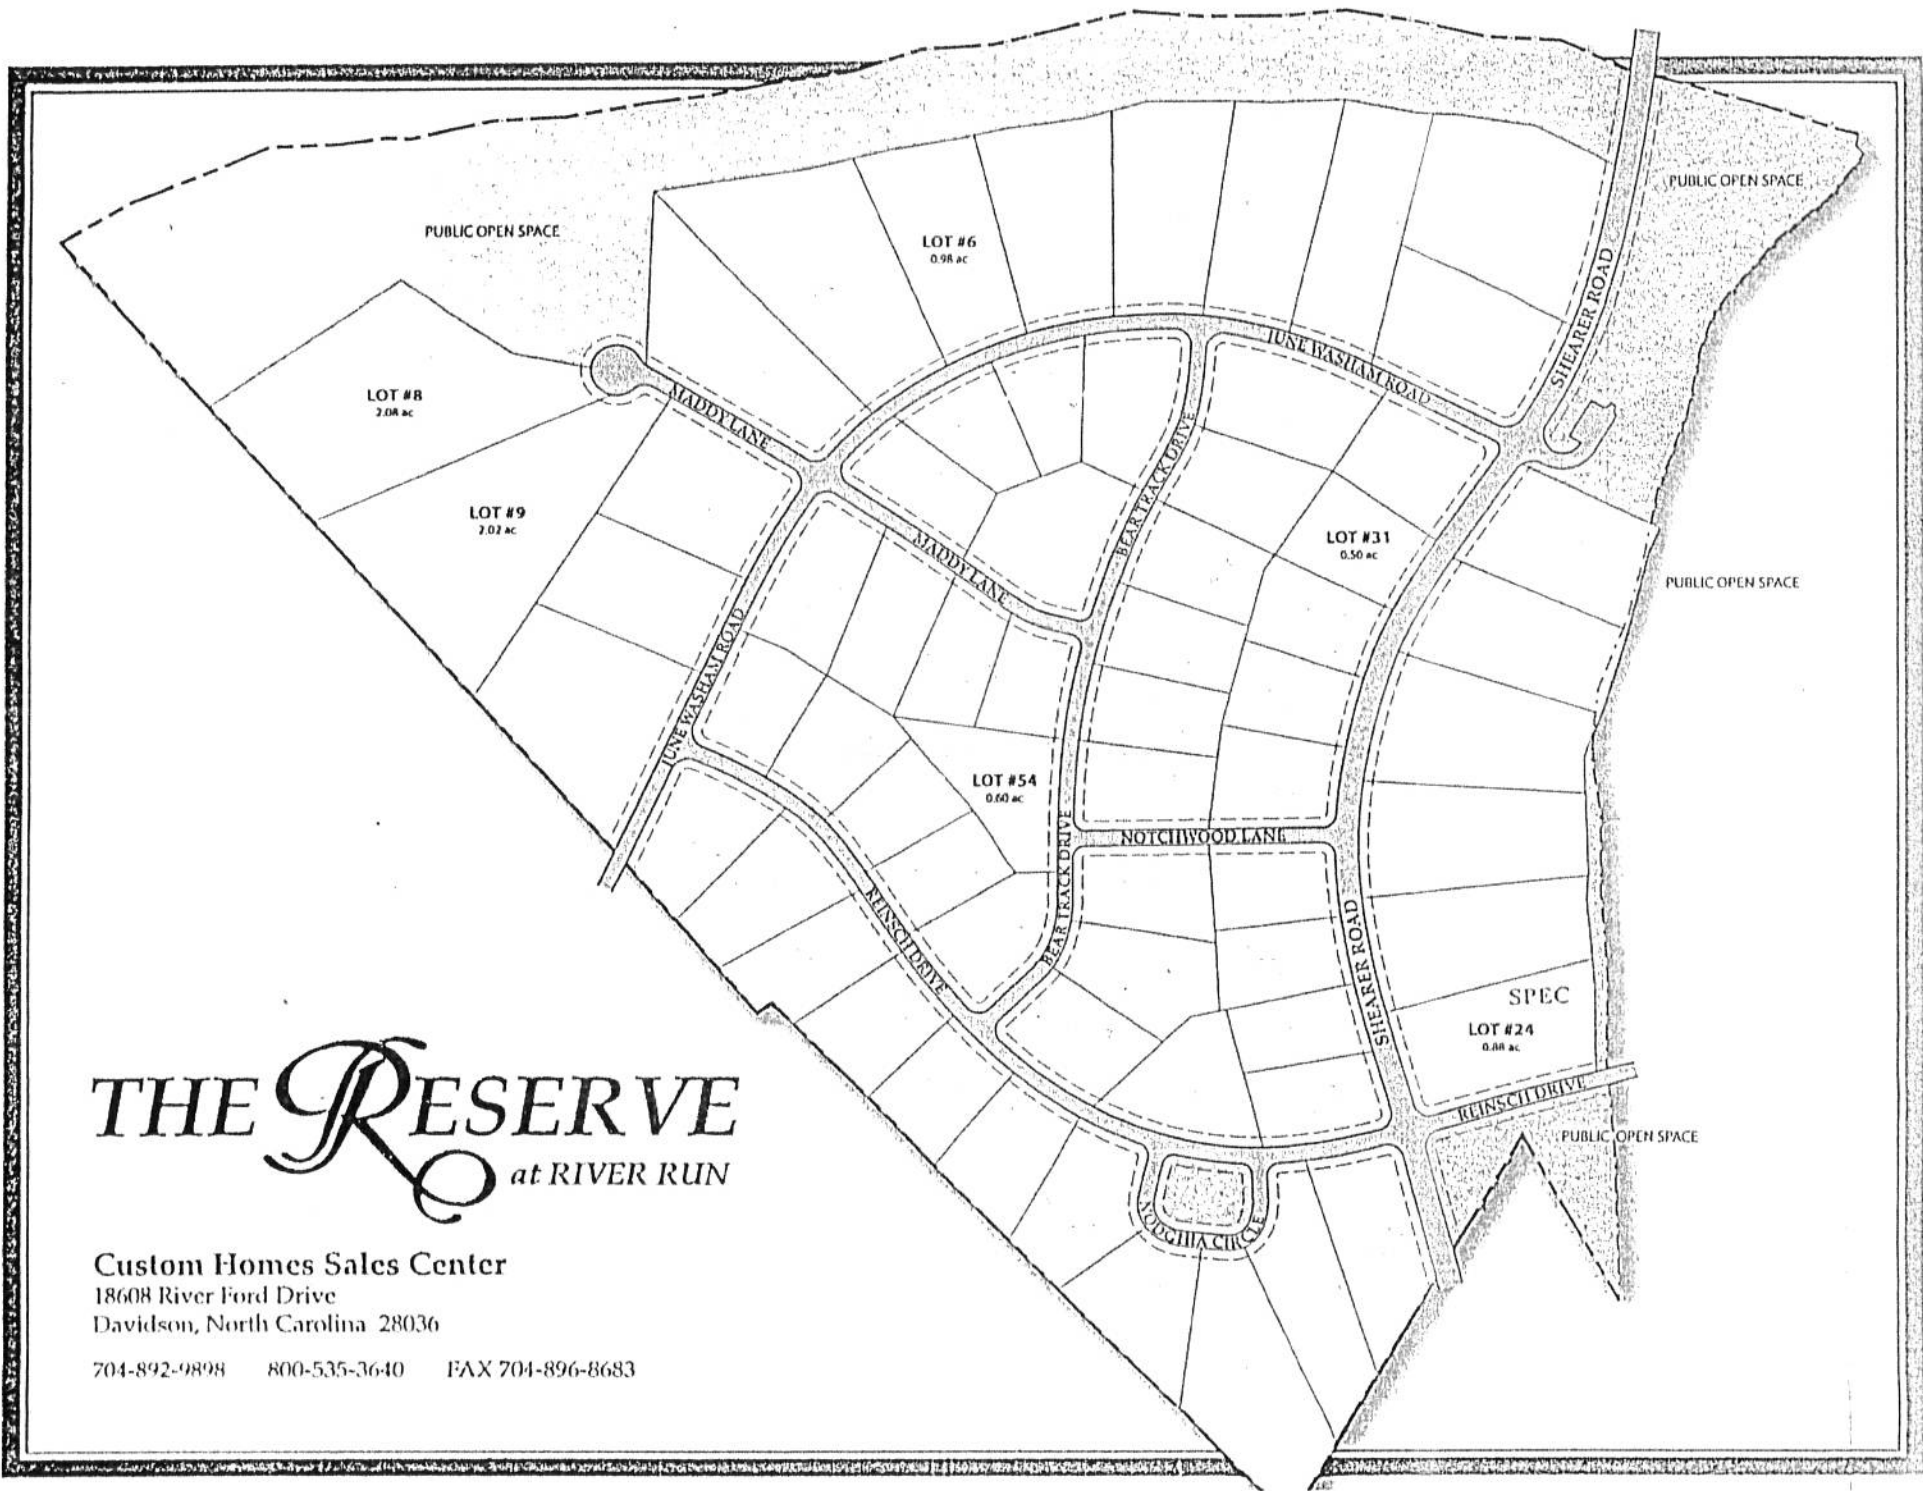 PUBLIC OPEN SPACE
PUBLIC OPEN SPACE
LOT #6
0.98 ac
SHEARER ROAD
JUNE WASHAM ROAD
LOT #8
2.08 ac
MADDY LANE
BEAR TRACK DRIVE
LOT #9
2.02 ac
LOT #31
0.50 ac
MADDY LANE
PUBLIC OPEN SPACE
JUNE WASHAM ROAD
LOT #54
0.60 ac
NOTCHWOOD LANE
BEAR TRACK DRIVE
REINSCH DRIVE
SHEARER ROAD
SPEC
LOT #24
0.88 ac
REINSCH DRIVE
PUBLIC OPEN SPACE
CIRCLE
THE RESERVE
at RIVER RUN
Custom Homes Sales Center
18608 River Ford Drive
Davidson, North Carolina 28036
704-892-9898 800-535-3640 FAX 704-896-8683